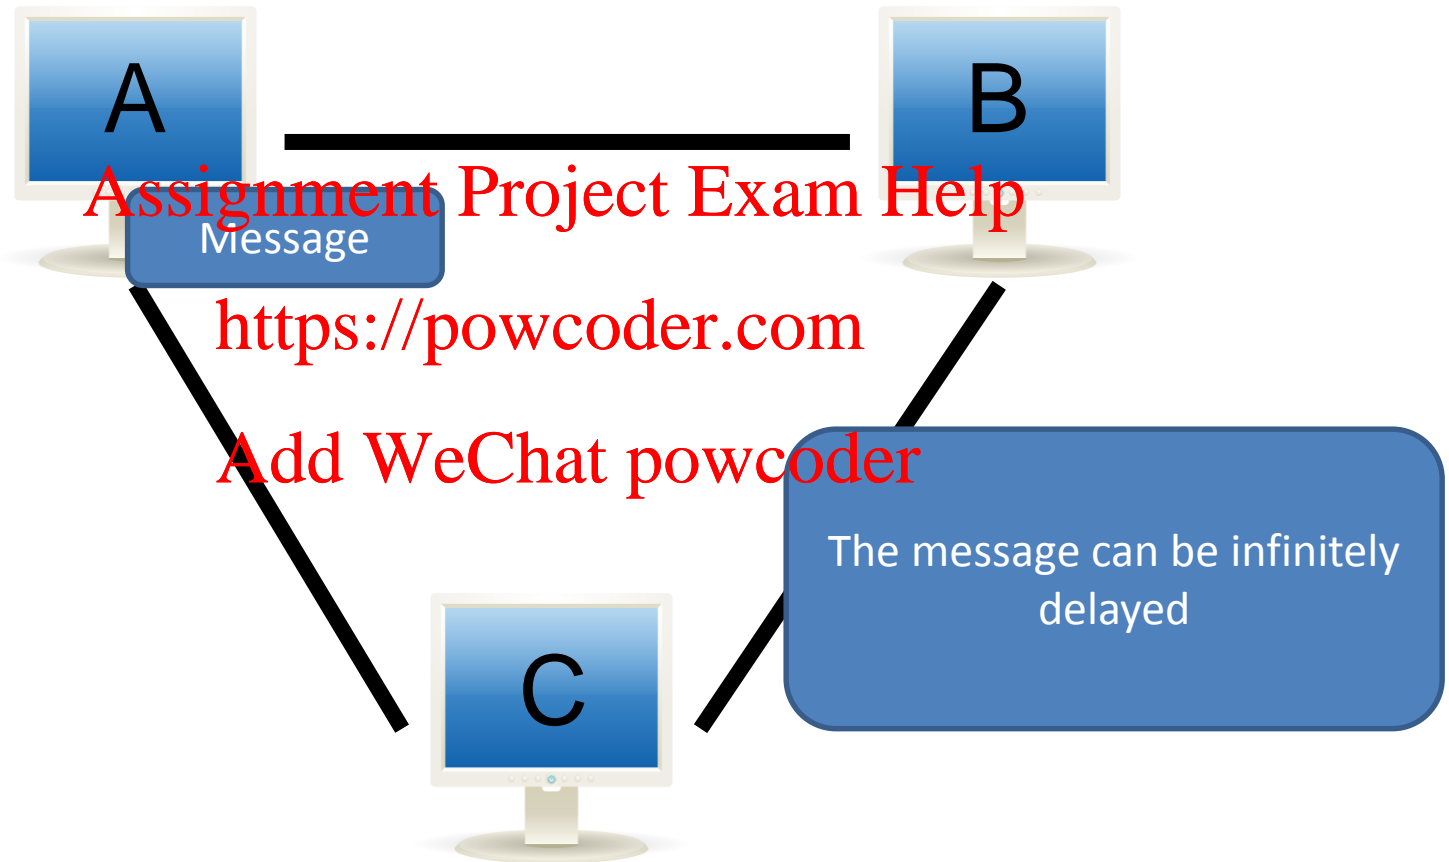 A
B
Assignment Project Exam Help
Message
https://powcoder.com
Add WeChat powcoder
The message can be infinitely
delayed
C